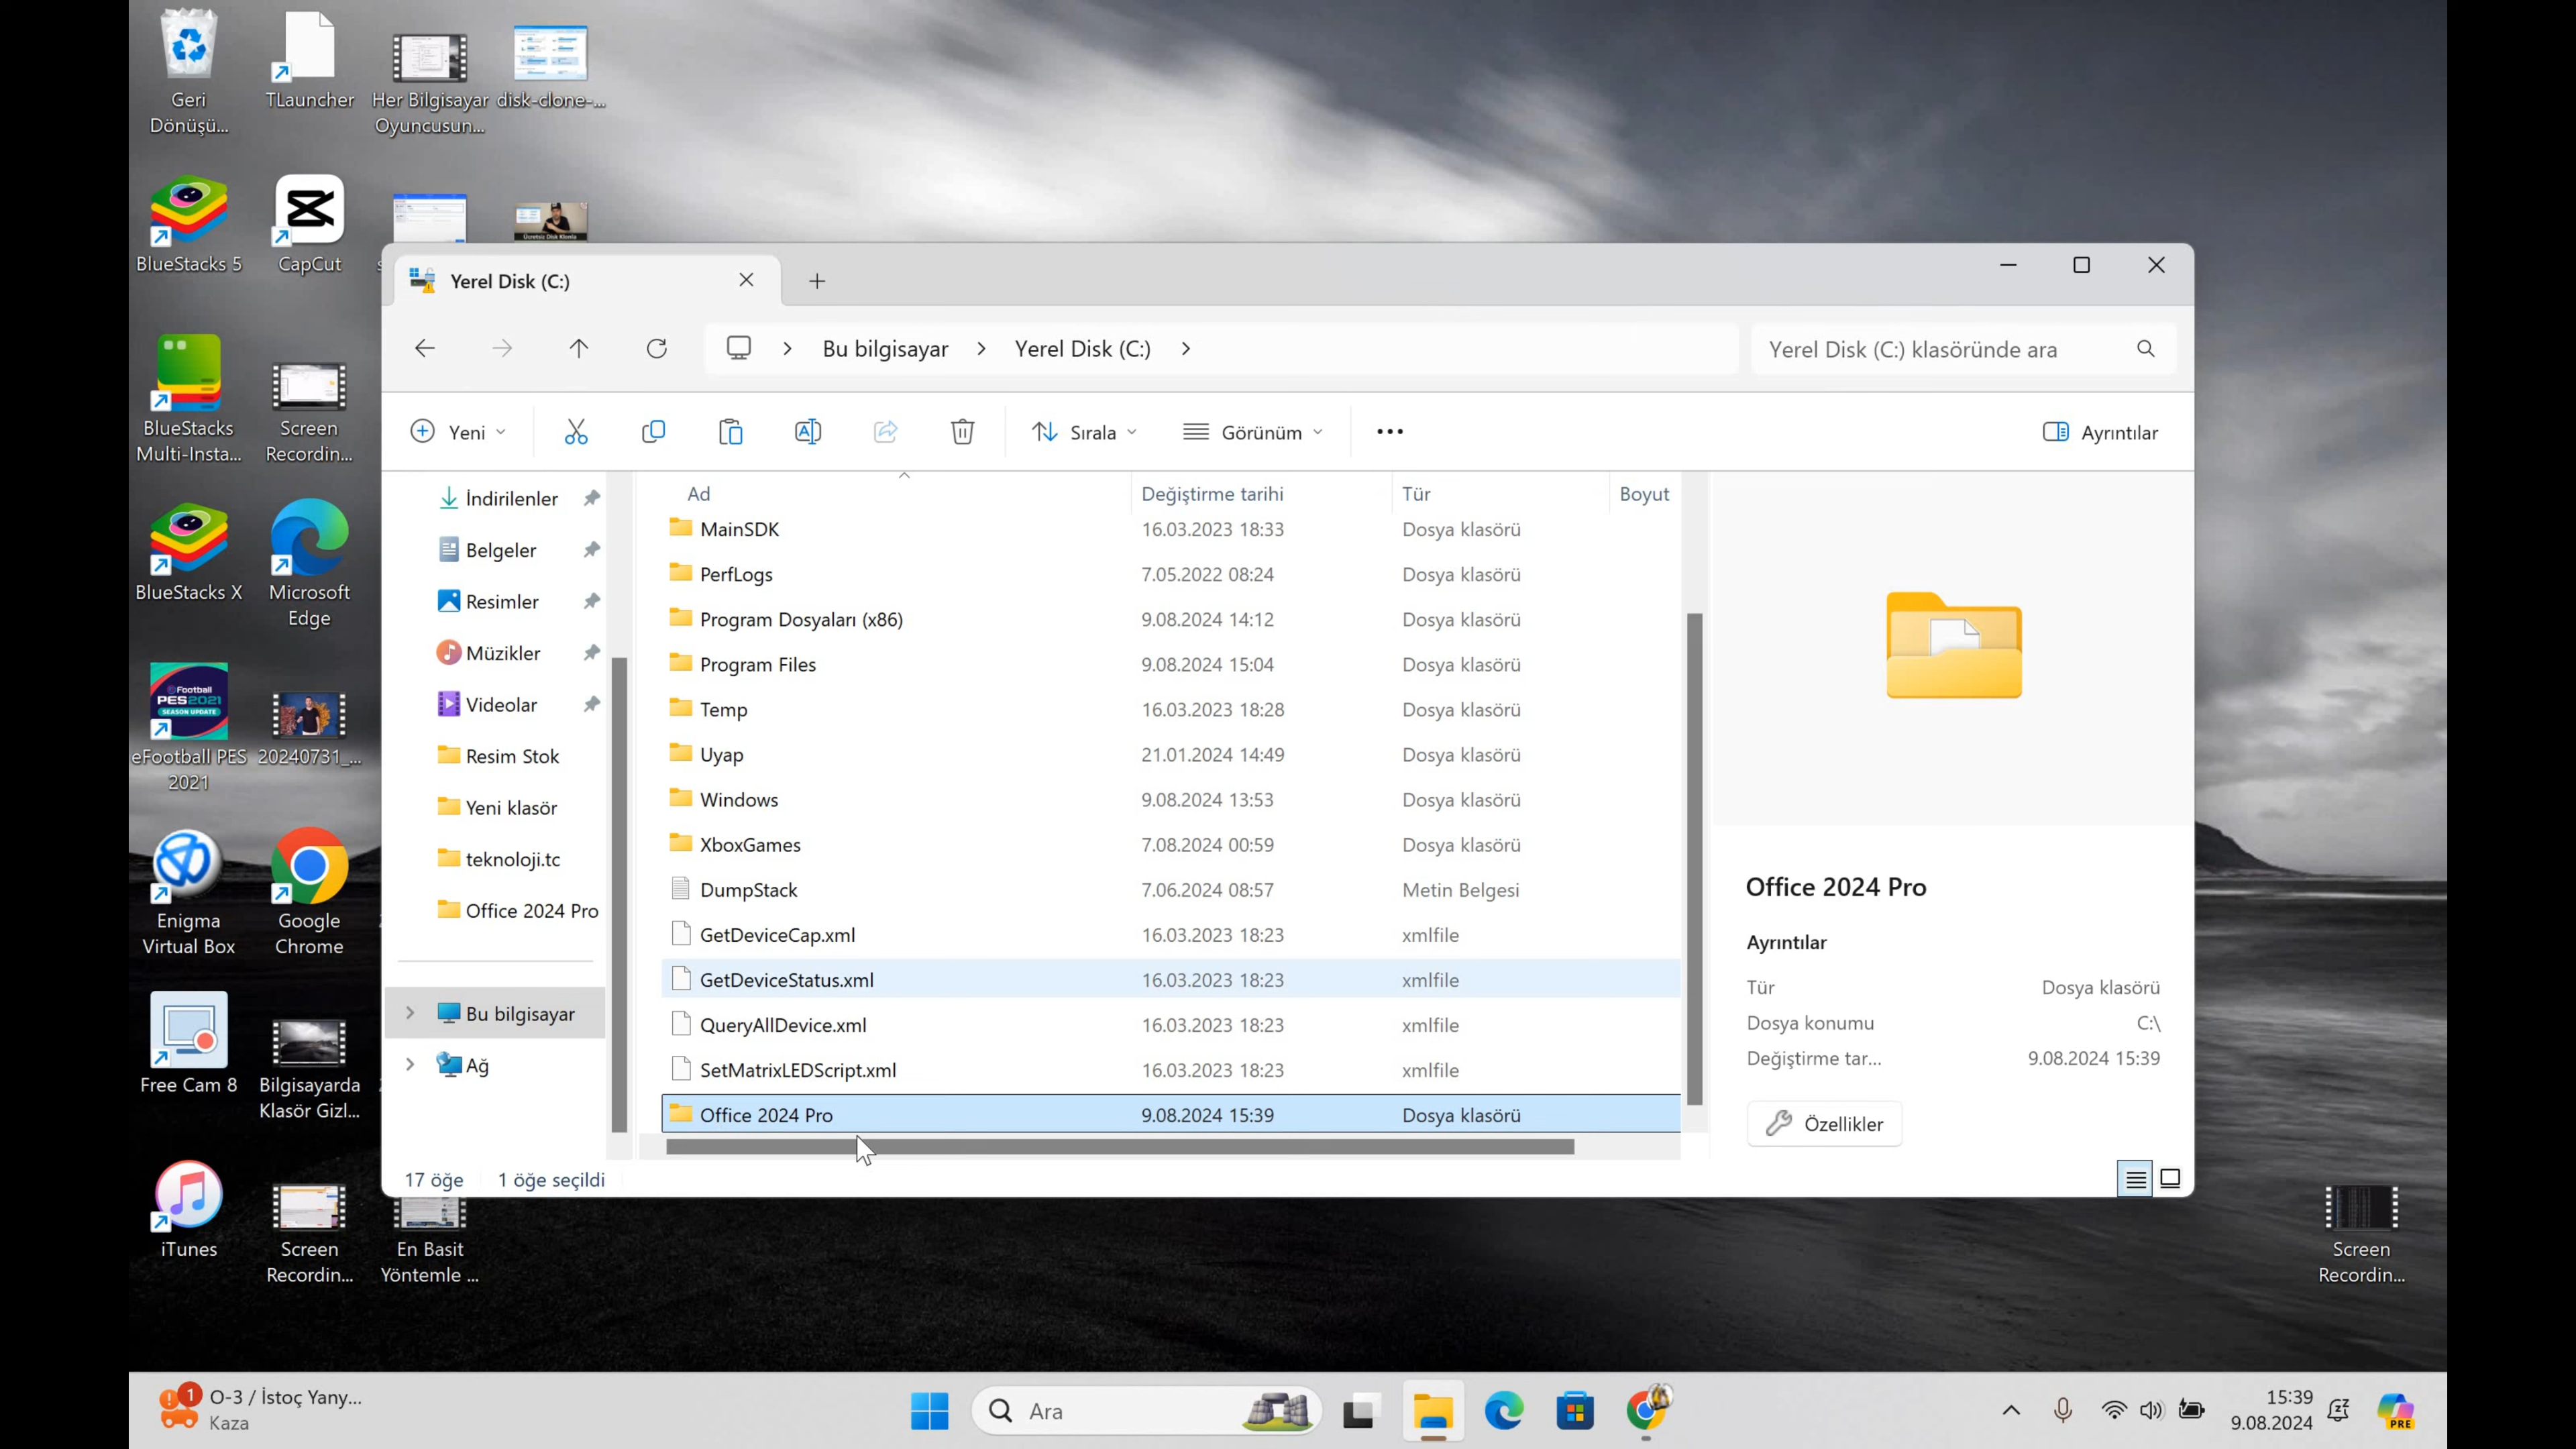 Geri
Dönüşü...
TLauncher
Her Bilgisayar
Oyuncusun...
disk-clone-...
BlueStacks 5
CapCut
Yerel Disk (C:)
Bu bilgisayar
Yerel Disk (C:)
Yerel Disk (C:) klasöründe ara
Yeni
Sırala
Görünüm
Ayrıntılar
BlueStacks
Multi-Insta...
Screen
Recordin...
BlueStacks X
Microsoft
Edge
eFootball PES
2021
20240731_...
Enigma
Virtual Box
Google
Chrome
Free Cam 8
Bilgisayarda
Klasör Gizl...
iTunes
Screen
Recordin...
En Basit
Yöntemle ...
İndirilenler
Belgeler
Resimler
Müzikler
Videolar
Resim Stok
Yeni klasör
teknoloji.tc
Office 2024 Pro
Bu bilgisayar
Ağ
Ad Değiştirme tarihi Tür Boyut
MainSDK 16.03.2023 18:33 Dosya klasörü
PerfLogs 7.05.2022 08:24 Dosya klasörü
Program Dosyaları (x86) 9.08.2024 14:12 Dosya klasörü
Program Files 9.08.2024 15:04 Dosya klasörü
Temp 16.03.2023 18:28 Dosya klasörü
Uyap 21.01.2024 14:49 Dosya klasörü
Windows 9.08.2024 13:53 Dosya klasörü
XboxGames 7.08.2024 00:59 Dosya klasörü
DumpStack 7.06.2024 08:57 Metin Belgesi
GetDeviceCap.xml 16.03.2023 18:23 xmlfile
GetDeviceStatus.xml 16.03.2023 18:23 xmlfile
QueryAllDevice.xml 16.03.2023 18:23 xmlfile
SetMatrixLEDScript.xml 16.03.2023 18:23 xmlfile
Office 2024 Pro 9.08.2024 15:39 Dosya klasörü
Office 2024 Pro
Ayrıntılar
Tür Dosya klasörü
Dosya konumu C:\
Değiştirme tar... 9.08.2024 15:39
Özellikler
17 öğe 1 öğe seçildi
Screen
Recordin...
1
O-3 / İstoç Yany...
Kaza
Ara
15:39
9.08.2024
PRE